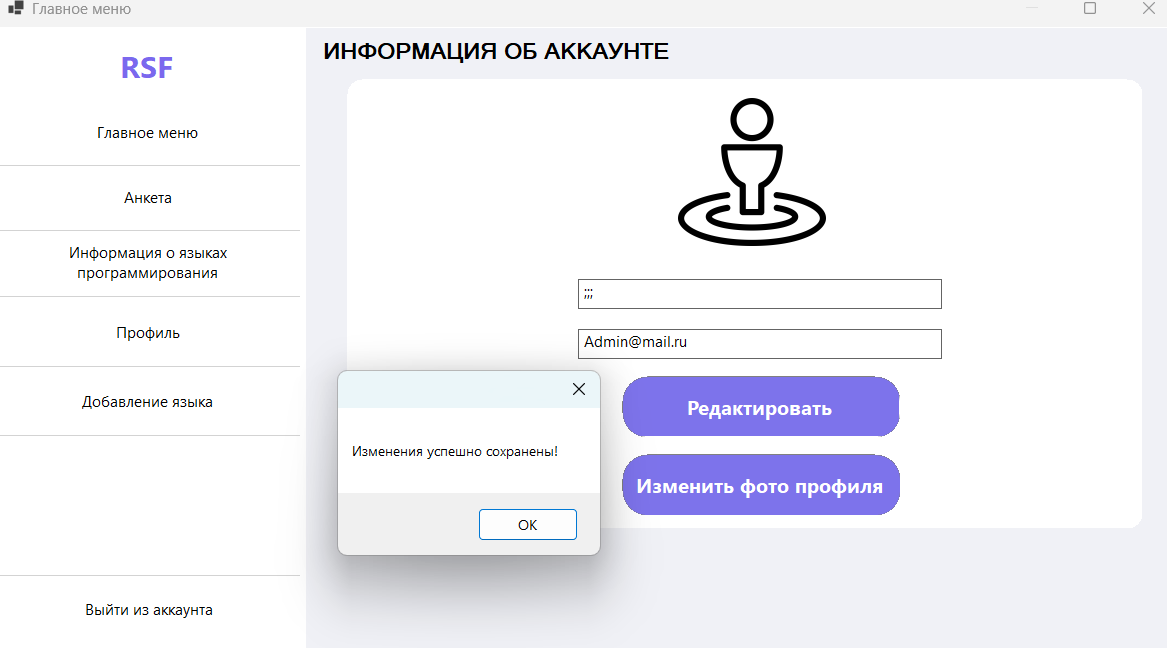 Главное меню
RSF
Главное меню
Анкета
Информация о языках
программирования
Профиль
Добавление языка
Выйти из аккаунта
ИНФОРМАЦИЯ ОБ АККАУНТЕ
;;;
Admin@mail.ru
Редактировать
Изменить фото профиля
Изменения успешно сохранены!
ОК